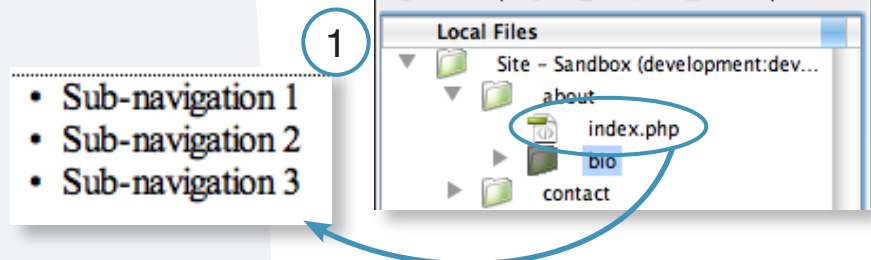 1
Local Files
Site – Sandbox (development:dev...
about
index.php
bio
contact
• Sub-navigation 1
• Sub-navigation 2
• Sub-navigation 3